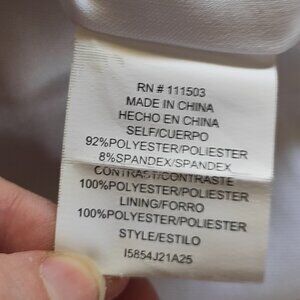 RN # 111503
MADE IN CHINA
HECHO EN CHINA
SELF/CUERPO
92%POLYESTER/POLIESTER
8%SPANDEX/SPANDEX
CONTRAST/CONTRASTE
100%POLYESTER/POLIESTER
LINING/FORRO
100%POLYESTER/POLIESTER
STYLE/ESTILO
I5854J21A25